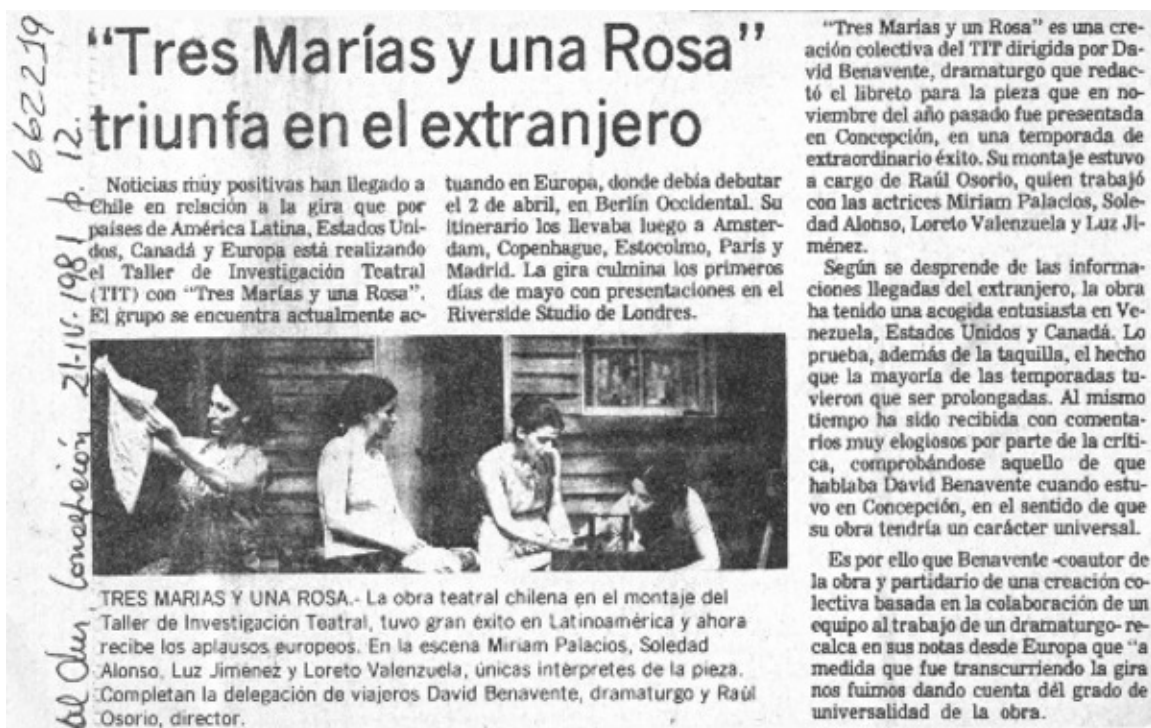 “Tres Marías y una Rosa”
triunfa en el extranjero
Noticias muy positivas han llegado a
Chile en relación a la gira que por
países de América Latina, Estados Uni-
dos, Canadá y Europa está realizando
el Taller de Investigación Teatral
(TIT) con “Tres Marías y una Rosa”.
El grupo se encuentra actualmente ac-
tuando en Europa, donde debía debutar
el 2 de abril, en Berlín Occidental. Su
itinerario los llevaba luego a Amster-
dam, Copenhague, Estocolmo, París y
Madrid. La gira culmina los primeros
días de mayo con presentaciones en el
Riverside Studio de Londres.
TRES MARIAS Y UNA ROSA.- La obra teatral chilena en el montaje del
Taller de Investigación Teatral, tuvo gran éxito en Latinoamérica y ahora
recibe los aplausos europeos. En la escena Miriam Palacios, Soledad
Alonso, Luz Jiménez y Loreto Valenzuela, únicas intérpretes de la pieza.
Completan la delegación de viajeros David Benavente, dramaturgo y Raúl
Osorio, director.
“Tres Marías y un Rosa” es una cre-
ación colectiva del TIT dirigida por Da-
vid Benavente, dramaturgo que redac-
tó el libreto para la pieza que en no-
viembre del año pasado fue presentada
en Concepción, en una temporada de
extraordinario éxito. Su montaje estuvo
a cargo de Raúl Osorio, quien trabajó
con las actrices Miriam Palacios, Sole-
dad Alonso, Loreto Valenzuela y Luz Ji-
ménez.
Según se desprende de las informa-
ciones llegadas del extranjero, la obra
ha tenido una acogida entusiasta en Ve-
nezuela, Estados Unidos y Canadá. Lo
prueba, además de la taquilla, el hecho
que la mayoría de las temporadas tu-
vieron que ser prolongadas. Al mismo
tiempo ha sido recibida con comenta-
rios muy elogiosos por parte de la críti-
ca, comprobándose aquello de que
hablaba David Benavente cuando estu-
vo en Concepción, en el sentido de que
su obra tendría un carácter universal.
Es por ello que Benavente -coautor de
la obra y partidario de una creación co-
lectiva basada en la colaboración de un
equipo al trabajo de un dramaturgo- re-
calca en sus notas desde Europa que “a
medida que fue transcurriendo la gira
nos fuimos dando cuenta dél grado de
universalidad de la obra.
Concepción 21-IV-1981 p. 12.
662219